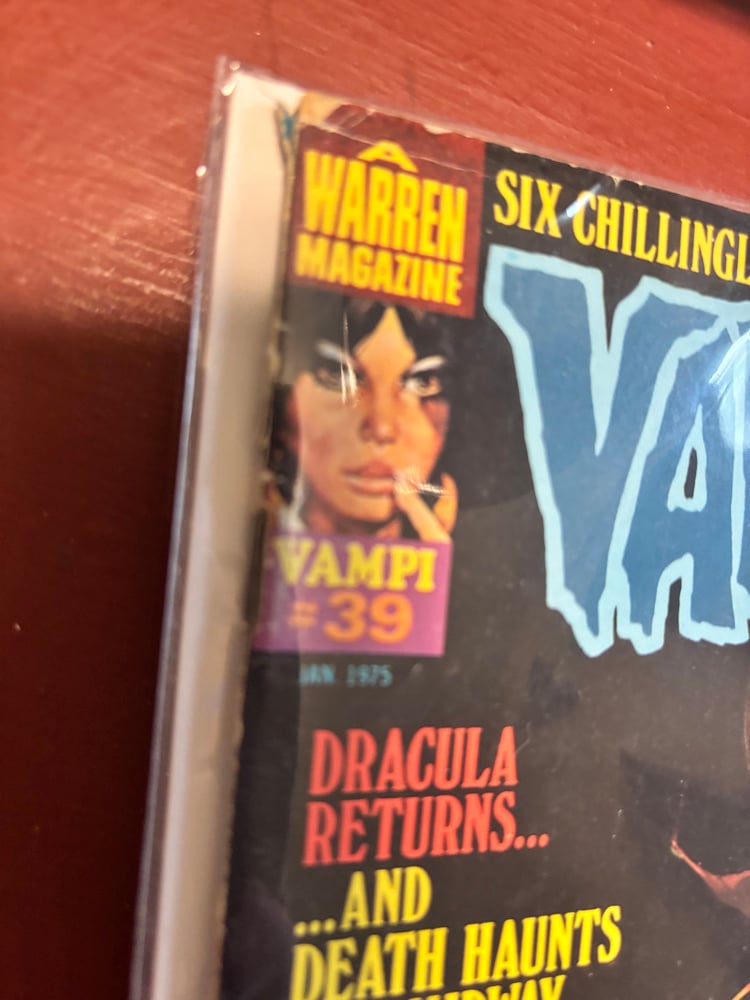 A
WARREN
MAGAZINE
SIX CHILLINGL
VA
VAMPI
#39
JAN. 1975
DRACULA
RETURNS...
...AND
DEATH HAUNTS